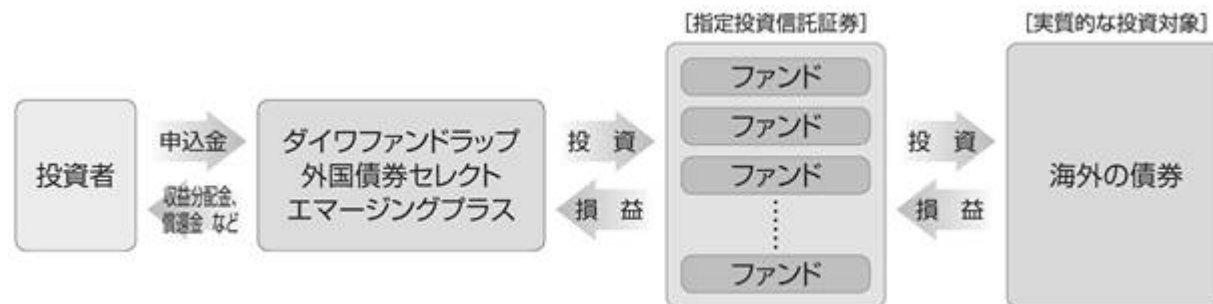 [指定投資信託証券]
[実質的な投資対象]
投資者
申込金
収益分配金、
償還金 など
ダイワファンドラップ
外国債券セレクト
エマージングプラス
投 資
損 益
ファンド
ファンド
ファンド
ファンド
投 資
損 益
海外の債券